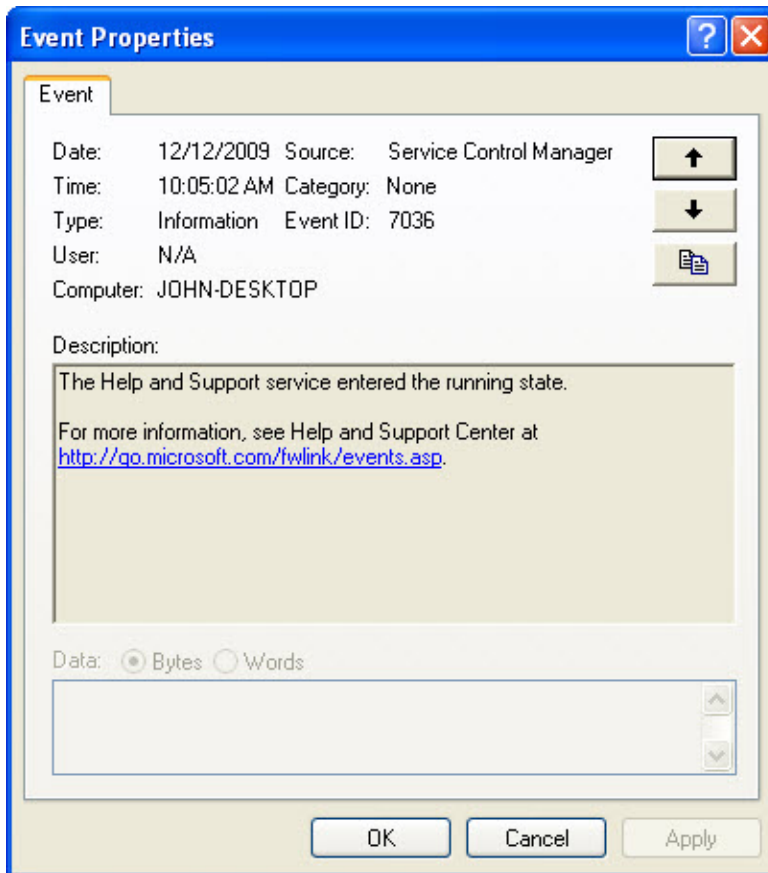 Event Properties
Event
Date: 12/12/2009 Source: Service Control Manager
Time: 10:05:02 AM Category: None
Type: Information Event ID: 7036
User: N/A
Computer: JOHN-DESKTOP
Description:
The Help and Support service entered the running state.
For more information, see Help and Support Center at
http://go.microsoft.com/fwlink/events.asp.
Data: Bytes Words
OK Cancel Apply